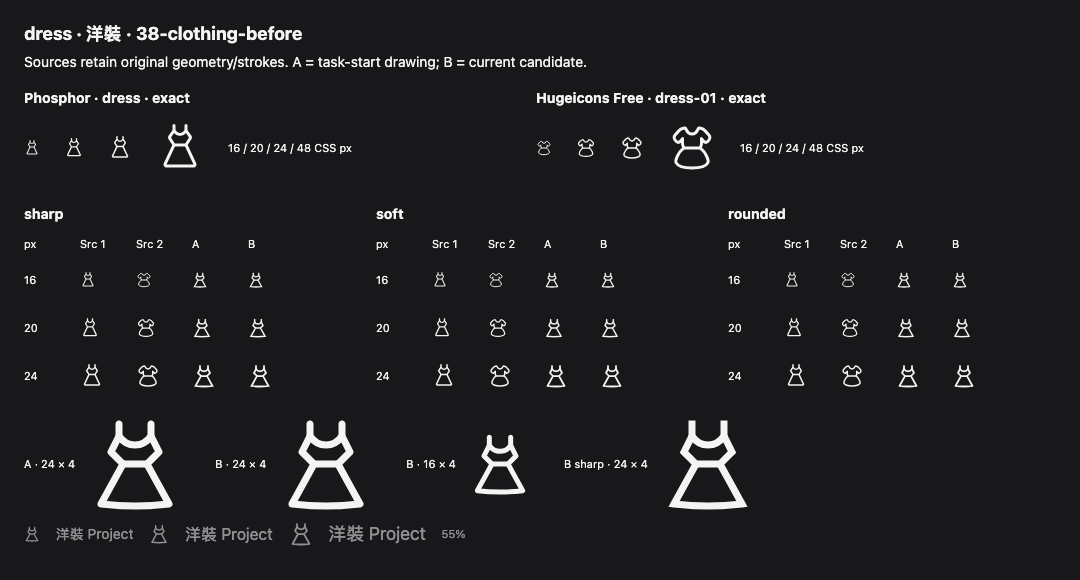 dress · 洋裝 · 38-clothing-before
Sources retain original geometry/strokes. A = task-start drawing; B = current candidate.
Phosphor · dress · exact
Hugeicons Free · dress-01 · exact
16 / 20 / 24 / 48 CSS px
16 / 20 / 24 / 48 CSS px
sharp
soft
rounded
px Src 1 Src 2 A B
px Src 1 Src 2 A B
px Src 1 Src 2 A B
16
16
16
20
20
20
24
24
24
A · 24 × 4
B · 24 × 4
B · 16 × 4
B sharp · 24 × 4
洋裝 Project
洋裝 Project
洋裝 Project
55%